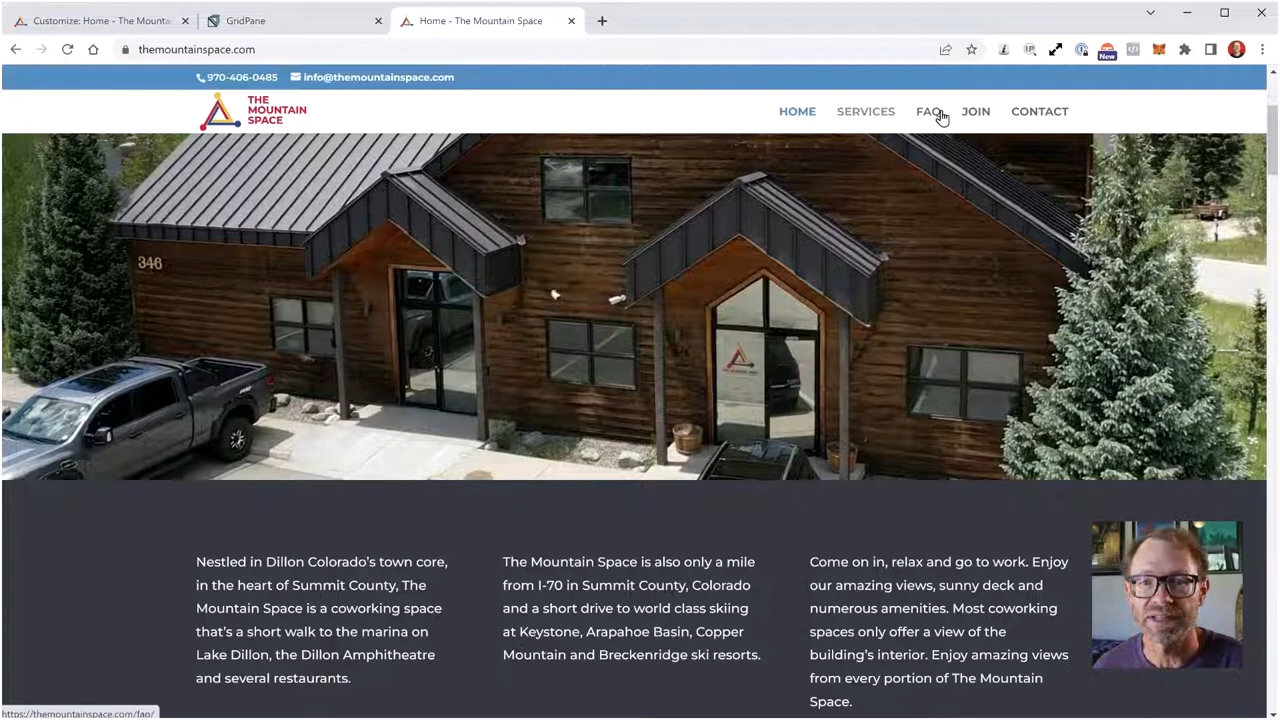 Customize: Home - The Mounta
GridPane
Home - The Mountain Space
themountainspace.com
New
970-406-0485 info@themountainspace.com
THE
MOUNTAIN
SPACE
HOME SERVICES FAQ JOIN CONTACT
346
Nestled in Dillon Colorado's town core,
in the heart of Summit County, The
Mountain Space is a coworking space
that's a short walk to the marina on
Lake Dillon, the Dillon Amphitheatre
and several restaurants.
The Mountain Space is also only a mile
from I-70 in Summit County, Colorado
and a short drive to world class skiing
at Keystone, Arapahoe Basin, Copper
Mountain and Breckenridge ski resorts.
Come on in, relax and go to work. Enjoy
our amazing views, sunny deck and
numerous amenities. Most coworking
spaces only offer a view of the
building's interior. Enjoy amazing views
from every portion of The Mountain
Space.
https://themountainspace.com/faq/